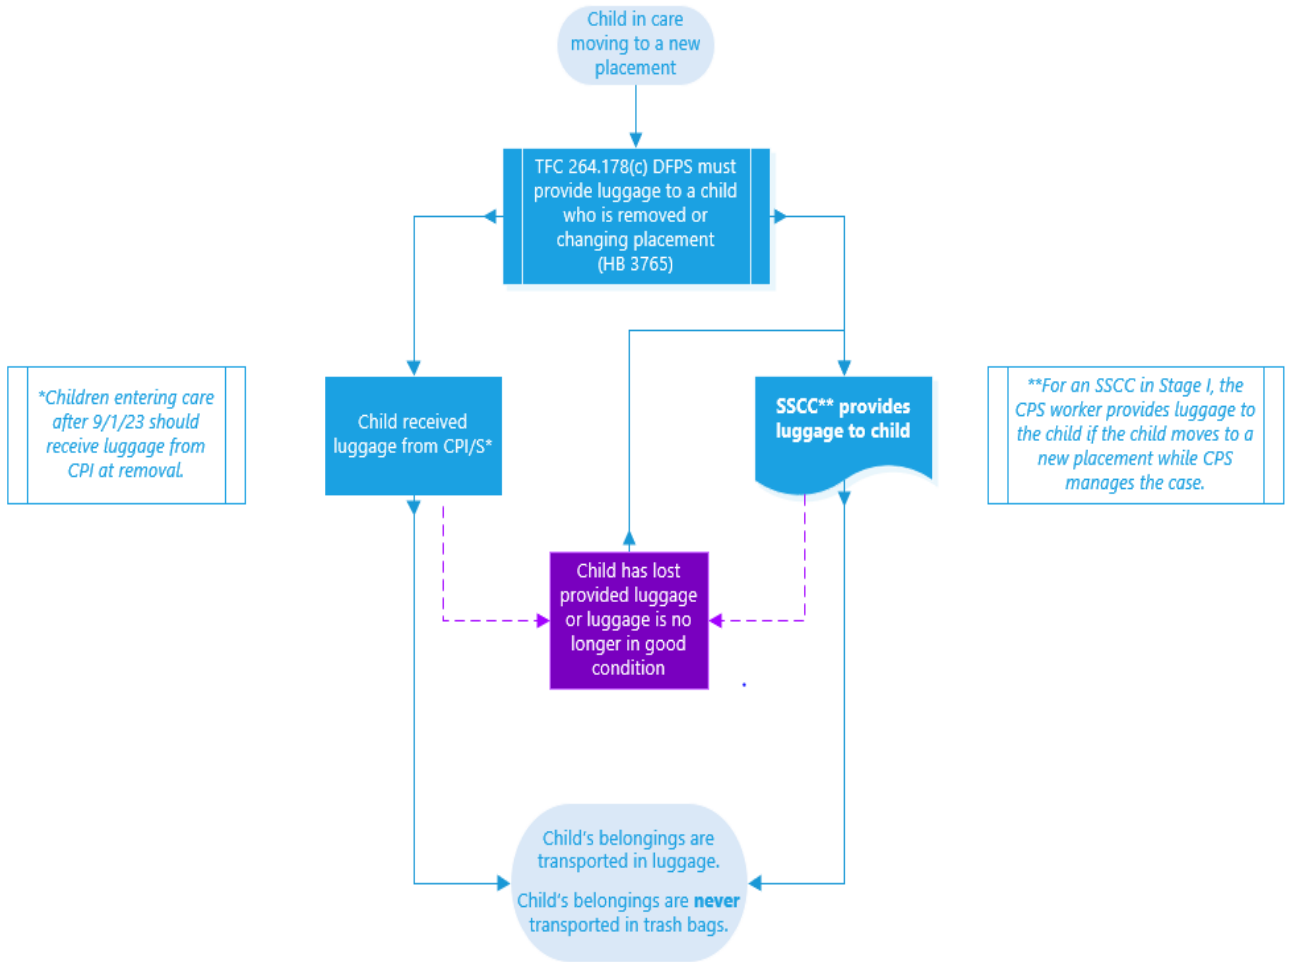 Child in care
moving to a new
placement
TFC 264.178(c) DFPS must
provide luggage to a child
who is removed or
changing placement
(HB 3765)
*Children entering care
after 9/1/23 should
receive luggage from
CPI at removal.
Child received
luggage from CPI/S*
SSCC** provides
luggage to child
**For an SSCC in Stage I, the
CPS worker provides luggage to
the child if the child moves to a
new placement while CPS
manages the case.
Child has lost
provided luggage
or luggage is no
longer in good
condition
Child's belongings are
transported in luggage.
Child's belongings are never
transported in trash bags.